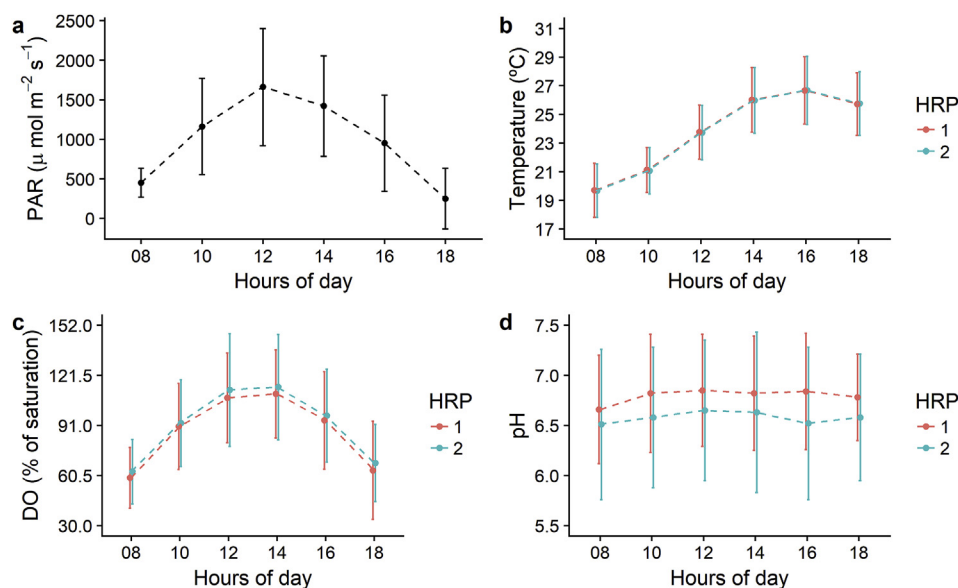 a
2500
2000
1500
1000
500
0
PAR (μ mol m⁻² s⁻¹)
08 10 12 14 16 18
Hours of day
b
31
29
27
25
23
21
19
17
Temperature (ºC)
08 10 12 14 16 18
Hours of day
HRP
1
2
c
152.0
121.5
91.0
60.5
30.0
DO (% of saturation)
08 10 12 14 16 18
Hours of day
HRP
1
2
d
7.5
7.0
6.5
6.0
5.5
pH
08 10 12 14 16 18
Hours of day
HRP
1
2